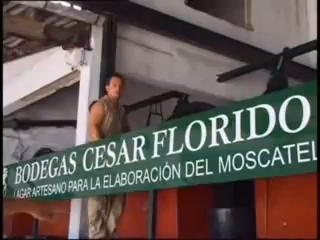 BODEGAS CESAR FLORIDO
LAGAR ARTESANO PARA LA ELABORACIÓN DEL MOSCATEL